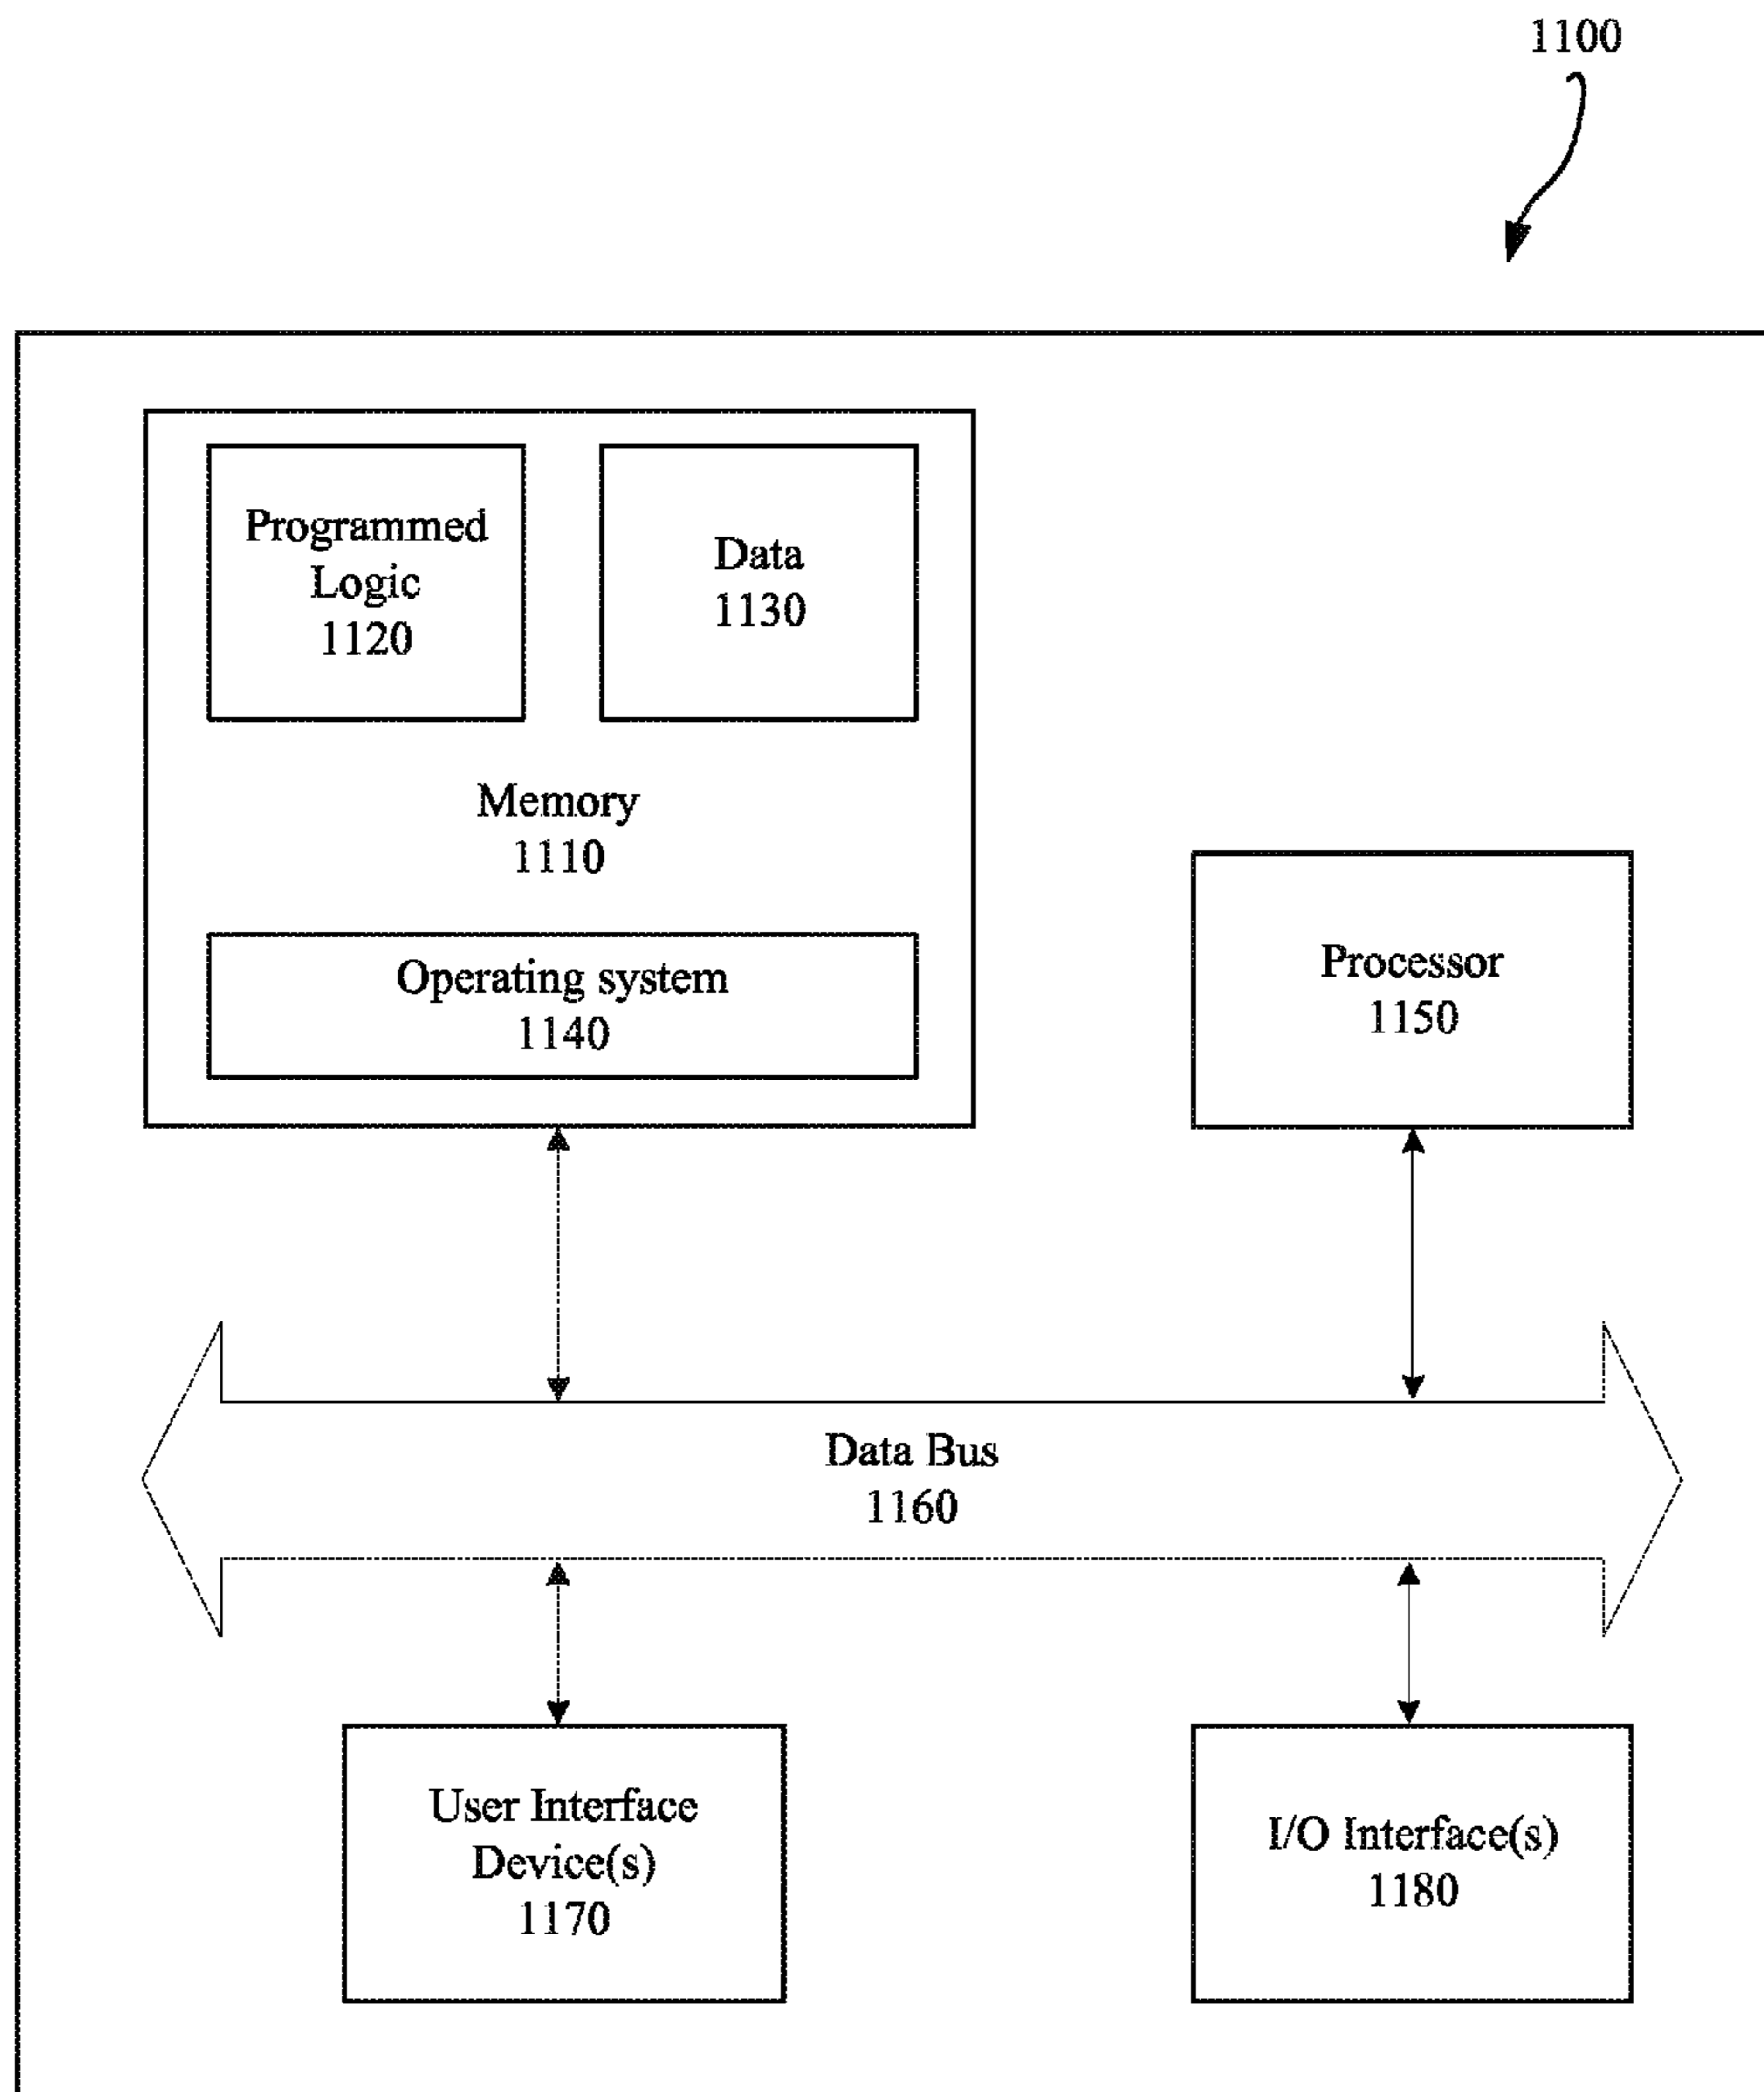 1100
Programmed
Logic
1120
Data
1130
Memory
1110
Operating system
1140
Processor
1150
Data Bus
1160
User Interface
Device(s)
1170
I/O Interface(s)
1180